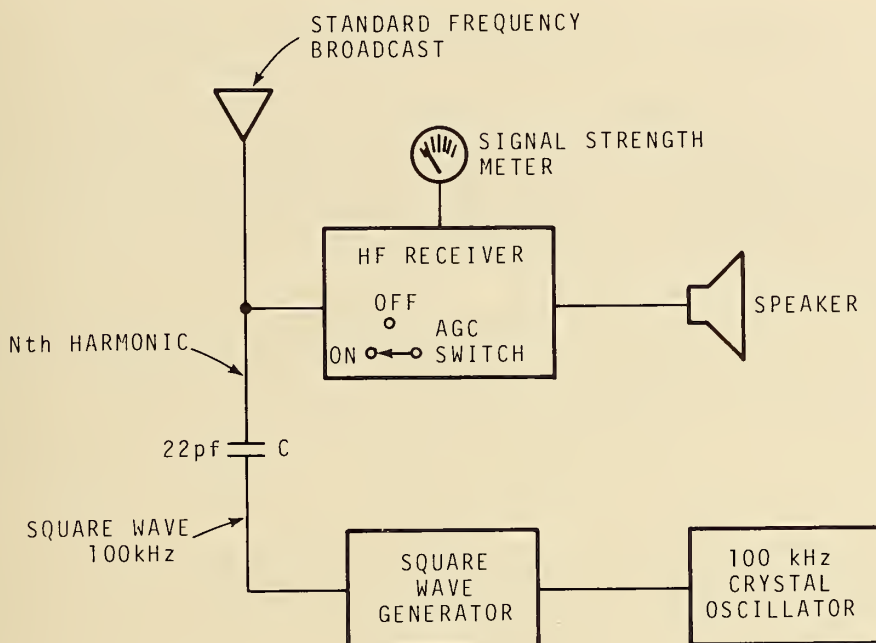 STANDARD FREQUENCY
BROADCAST
SIGNAL STRENGTH
METER
HF RECEIVER
OFF
AGC
ON
SWITCH
SPEAKER
Nth HARMONIC
22pf
C
SQUARE WAVE
100kHz
SQUARE
WAVE
GENERATOR
100 kHz
CRYSTAL
OSCILLATOR